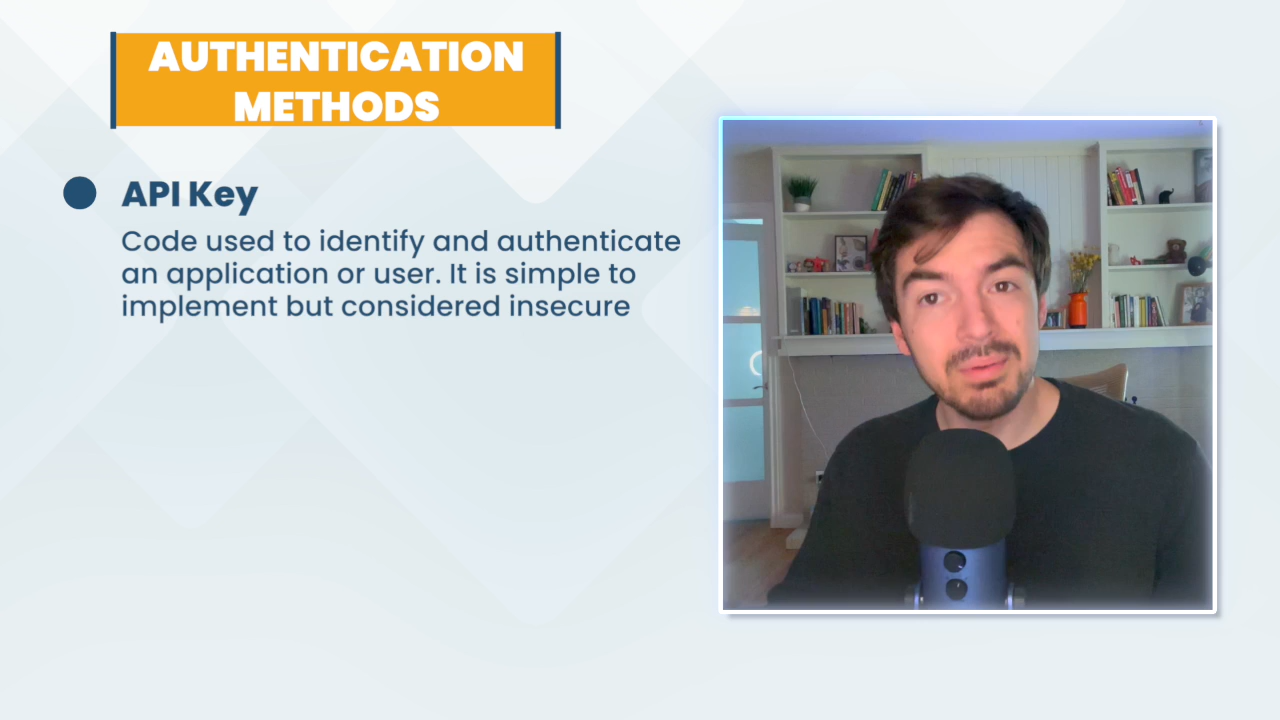 AUTHENTICATION
METHODS
API Key
Code used to identify and authenticate
an application or user. It is simple to
implement but considered insecure